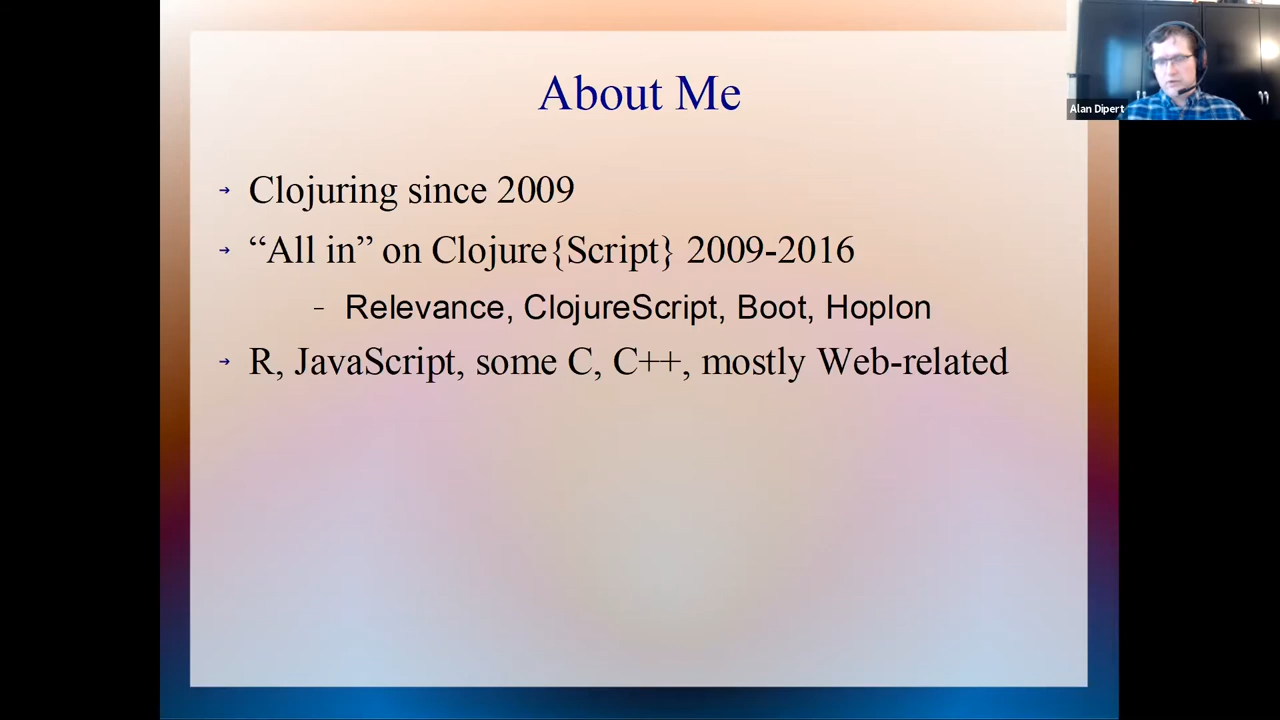 About Me
Alan Dipert
→ Clojuring since 2009
→ “All in” on Clojure{Script} 2009-2016
– Relevance, ClojureScript, Boot, Hoplon
→ R, JavaScript, some C, C++, mostly Web-related